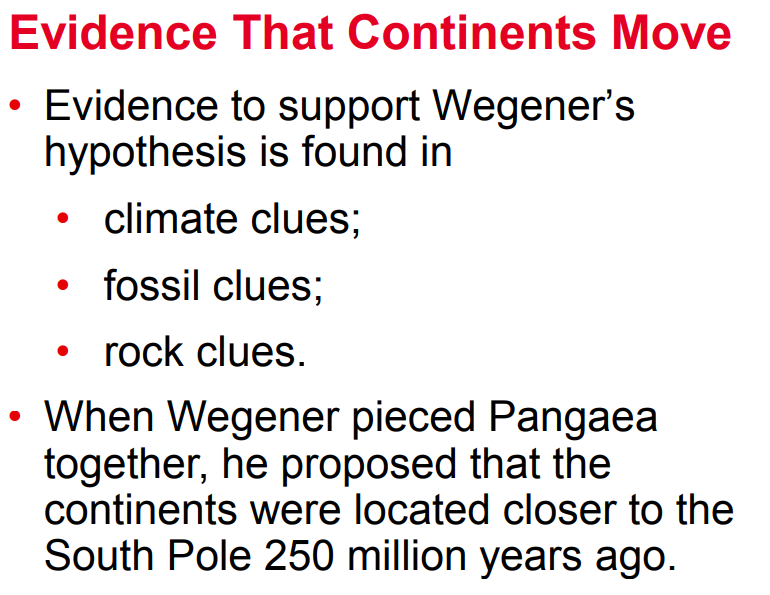 Evidence That Continents Move
• Evidence to support Wegener’s
hypothesis is found in
• climate clues;
• fossil clues;
• rock clues.
• When Wegener pieced Pangaea
together, he proposed that the
continents were located closer to the
South Pole 250 million years ago.